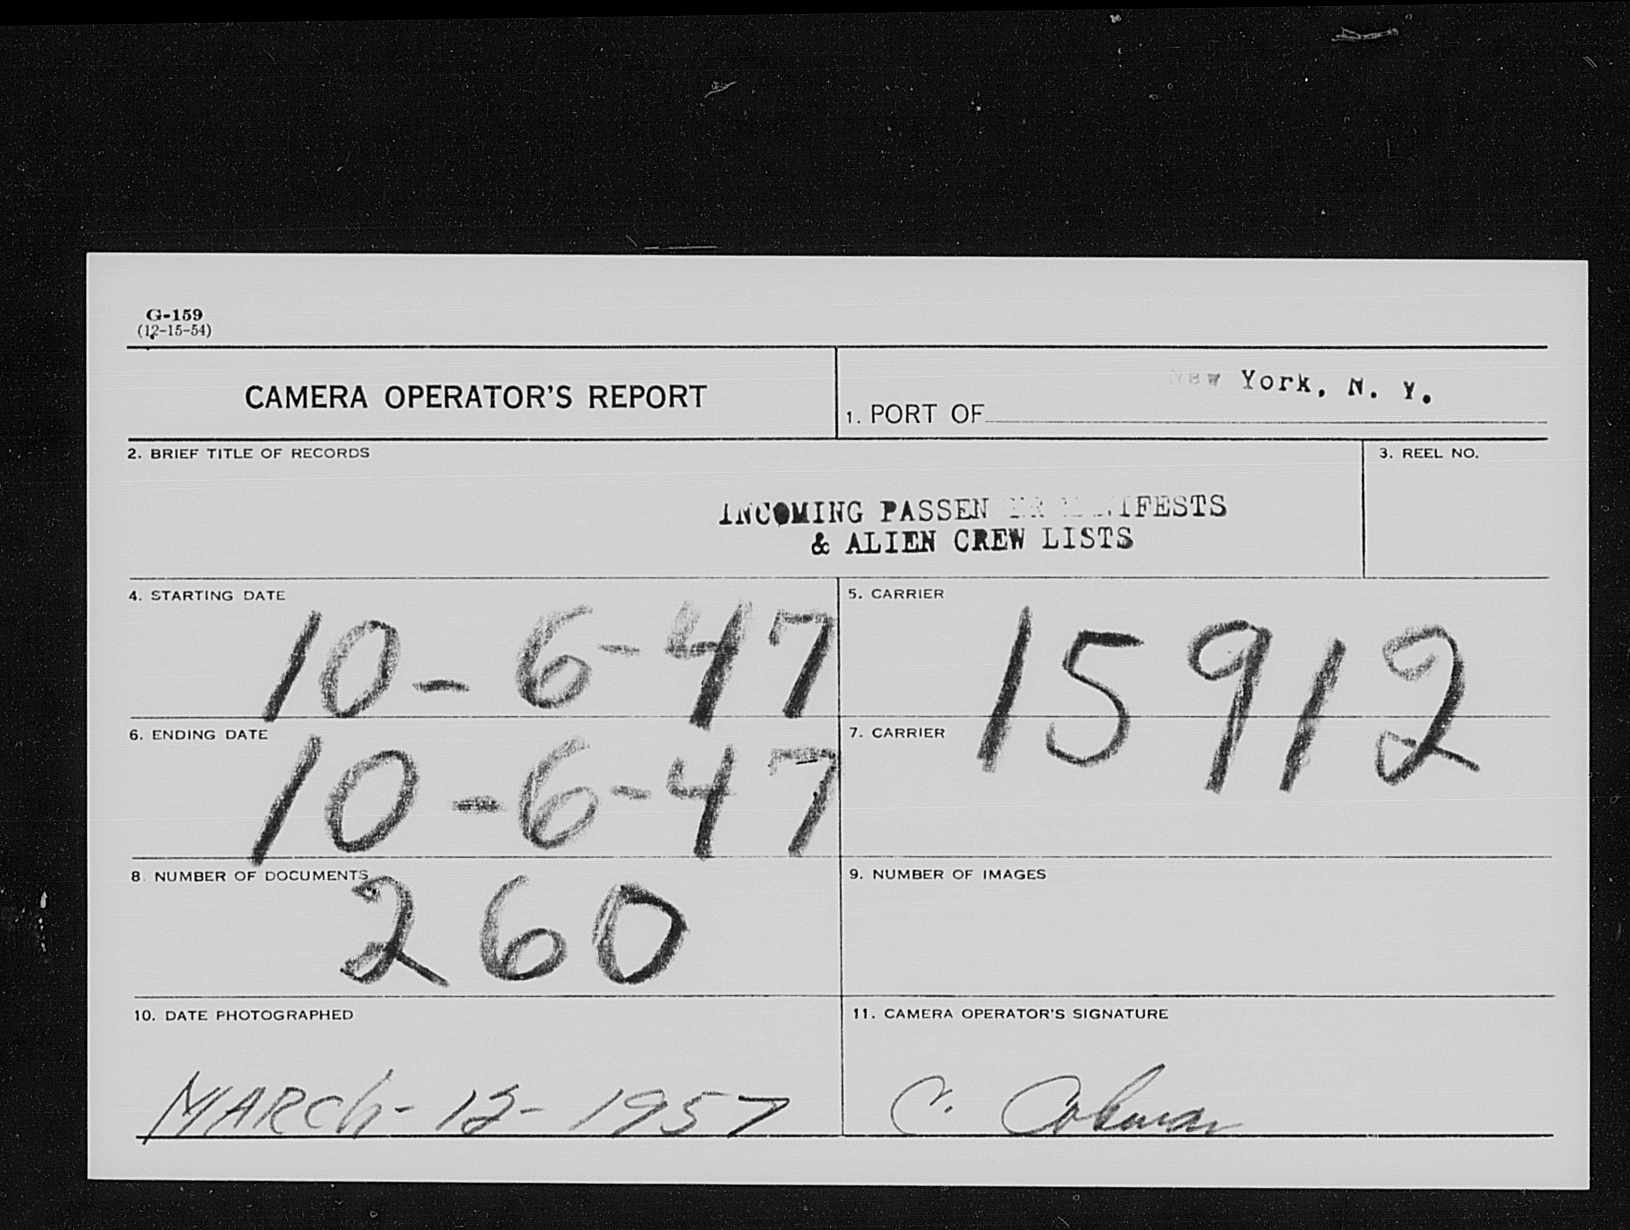 G-159
(12-15-54)
CAMERA OPERATOR'S REPORT
1. PORT OF New York, N. Y.
2. BRIEF TITLE OF RECORDS
3. REEL NO.
INCOMING PASSEN ER MANIFESTS
& ALIEN CREW LISTS
4. STARTING DATE
10-6-47
5. CARRIER
15912
6. ENDING DATE
10-6-47
7. CARRIER
8. NUMBER OF DOCUMENTS
260
9. NUMBER OF IMAGES
10. DATE PHOTOGRAPHED
MARCh-12-1957
11. CAMERA OPERATOR'S SIGNATURE
C.